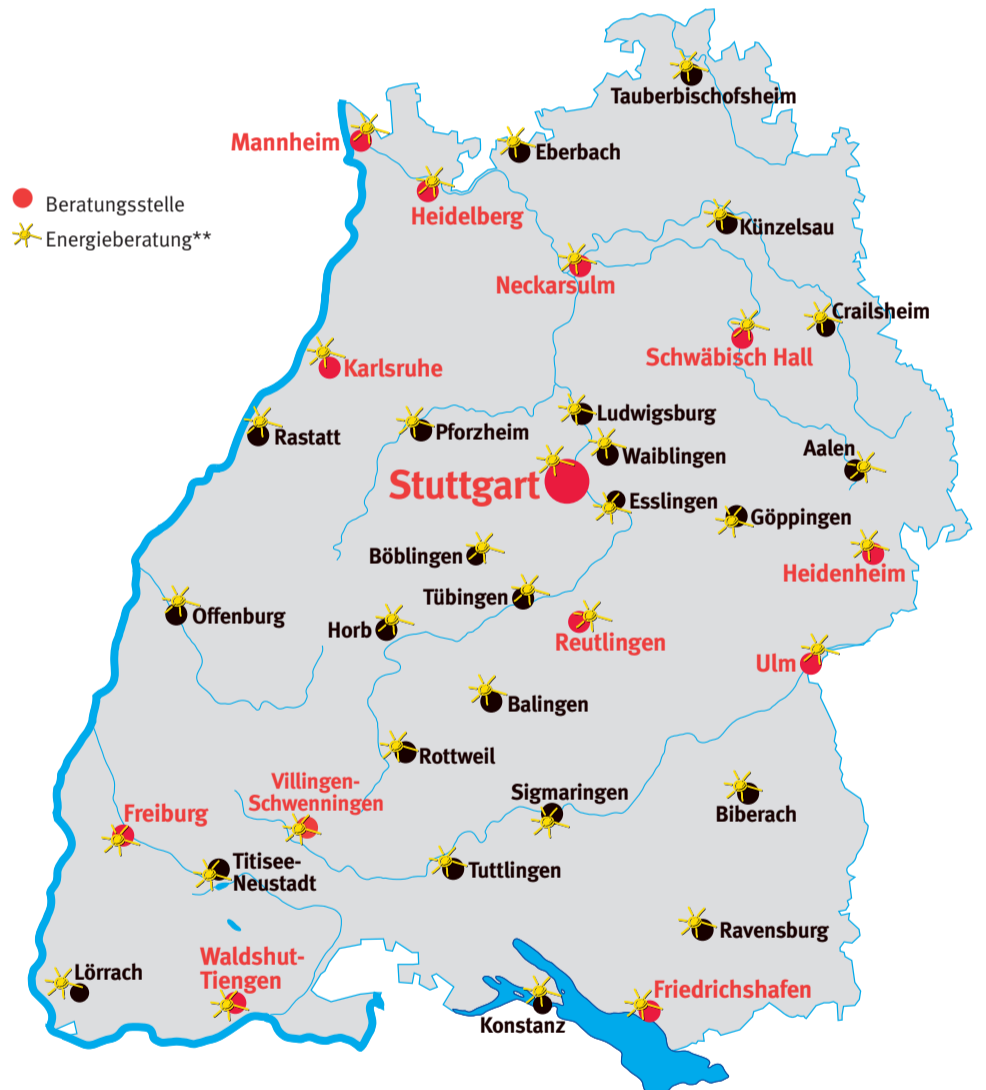 Tauberbischofsheim
Mannheim
Eberbach
Beratungsstelle
Energieberatung**
Heidelberg
Künzelsau
Neckarsulm
Crailsheim
Schwäbisch Hall
Karlsruhe
Ludwigsburg
Rastatt
Pforzheim
Waiblingen
Aalen
Stuttgart
Esslingen
Göppingen
Böblingen
Heidenheim
Tübingen
Offenburg
Horb
Reutlingen
Ulm
Balingen
Rottweil
Villingen-
Schwenningen
Sigmaringen
Biberach
Freiburg
Titisee-
Neustadt
Tuttlingen
Ravensburg
Waldshut-
Tiengen
Lörrach
Friedrichshafen
Konstanz